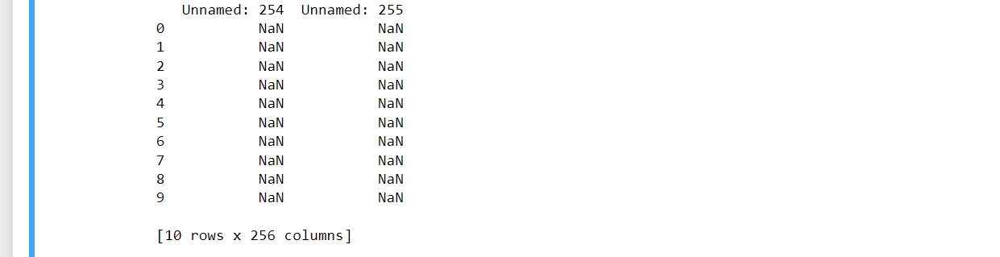 Unnamed: 254  Unnamed: 255
0           NaN           NaN
1           NaN           NaN
2           NaN           NaN
3           NaN           NaN
4           NaN           NaN
5           NaN           NaN
6           NaN           NaN
7           NaN           NaN
8           NaN           NaN
9           NaN           NaN
[10 rows x 256 columns]